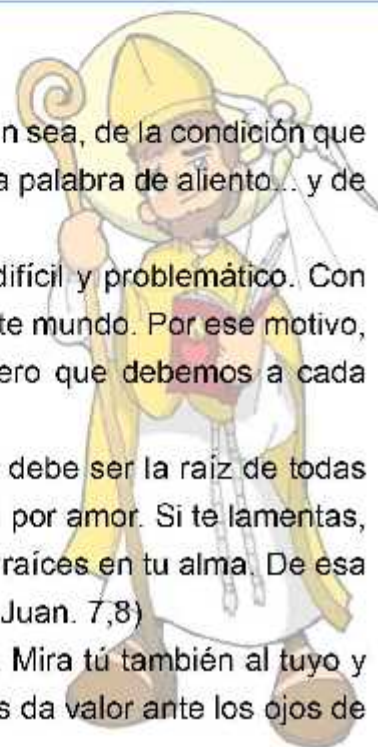 n sea, de la condición que
a palabra de aliento... y de
difícil y problemático. Con
te mundo. Por ese motivo,
ero que debemos a cada
debe ser la raíz de todas
por amor. Si te lamentas,
raíces en tu alma. De esa
Juan. 7,8)
Mira tú también al tuyo y
s da valor ante los ojos de